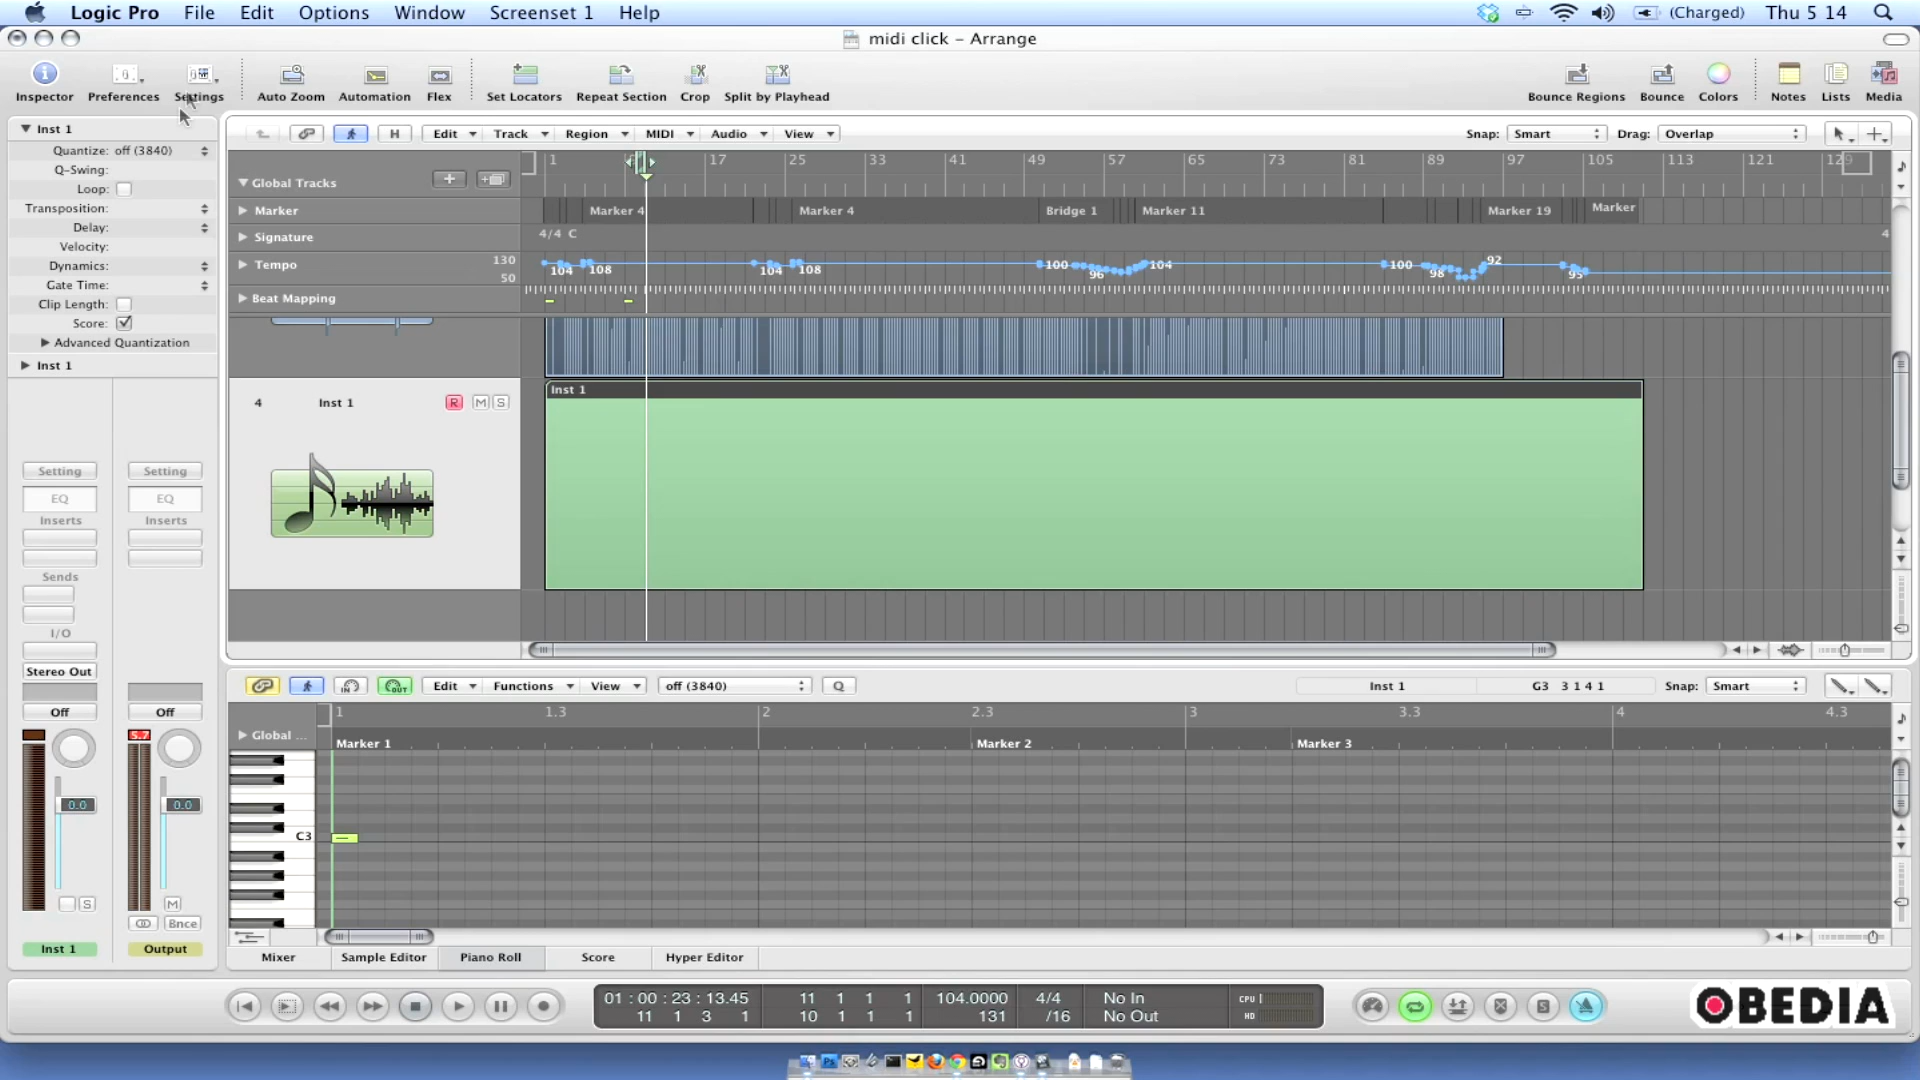 Logic Pro File Edit Options Window Screenset 1 Help (Charged) Thu 5 14
midi click – Arrange
Inspector Preferences Settings Auto Zoom Automation Flex Set Locators Repeat Section Crop Split by Playhead Bounce Regions Bounce Colors Notes Lists Media
Inst 1
Quantize: off (3840)
Q-Swing:
Loop:
Transposition:
Delay:
Velocity:
Dynamics:
Gate Time:
Clip Length:
Score:
Advanced Quantization
Inst 1
Setting Setting
EQ EQ
Inserts Inserts
Sends
I/O
Stereo Out
Off Off
5.7
0.0 0.0
S M
Bnce
Inst 1 Output
H Edit Track Region MIDI Audio View Snap: Smart Drag: Overlap
1 17 25 33 41 49 57 65 73 81 89 97 105 113 121 129
Global Tracks
Marker Marker 4 Marker 4 Bridge 1 Marker 11 Marker 19 Marker
Signature 4/4 C 4
Tempo 130 50 104 108 104 108 100 96 104 100 98 92 95
Beat Mapping
4 Inst 1 R M S
Inst 1
IN OUT Edit Functions View off (3840) Q Inst 1 G3 3 1 4 1 Snap: Smart
1 1.3 2 2.3 3 3.3 4 4.3
Global ...
Marker 1 Marker 2 Marker 3
C3
Mixer Sample Editor Piano Roll Score Hyper Editor
01 : 00 : 23 : 13.45 11 1 1 1 104.0000 4/4 No In CPU
11 1 3 1 10 1 1 1 131 /16 No Out HD
S
OBEDIA